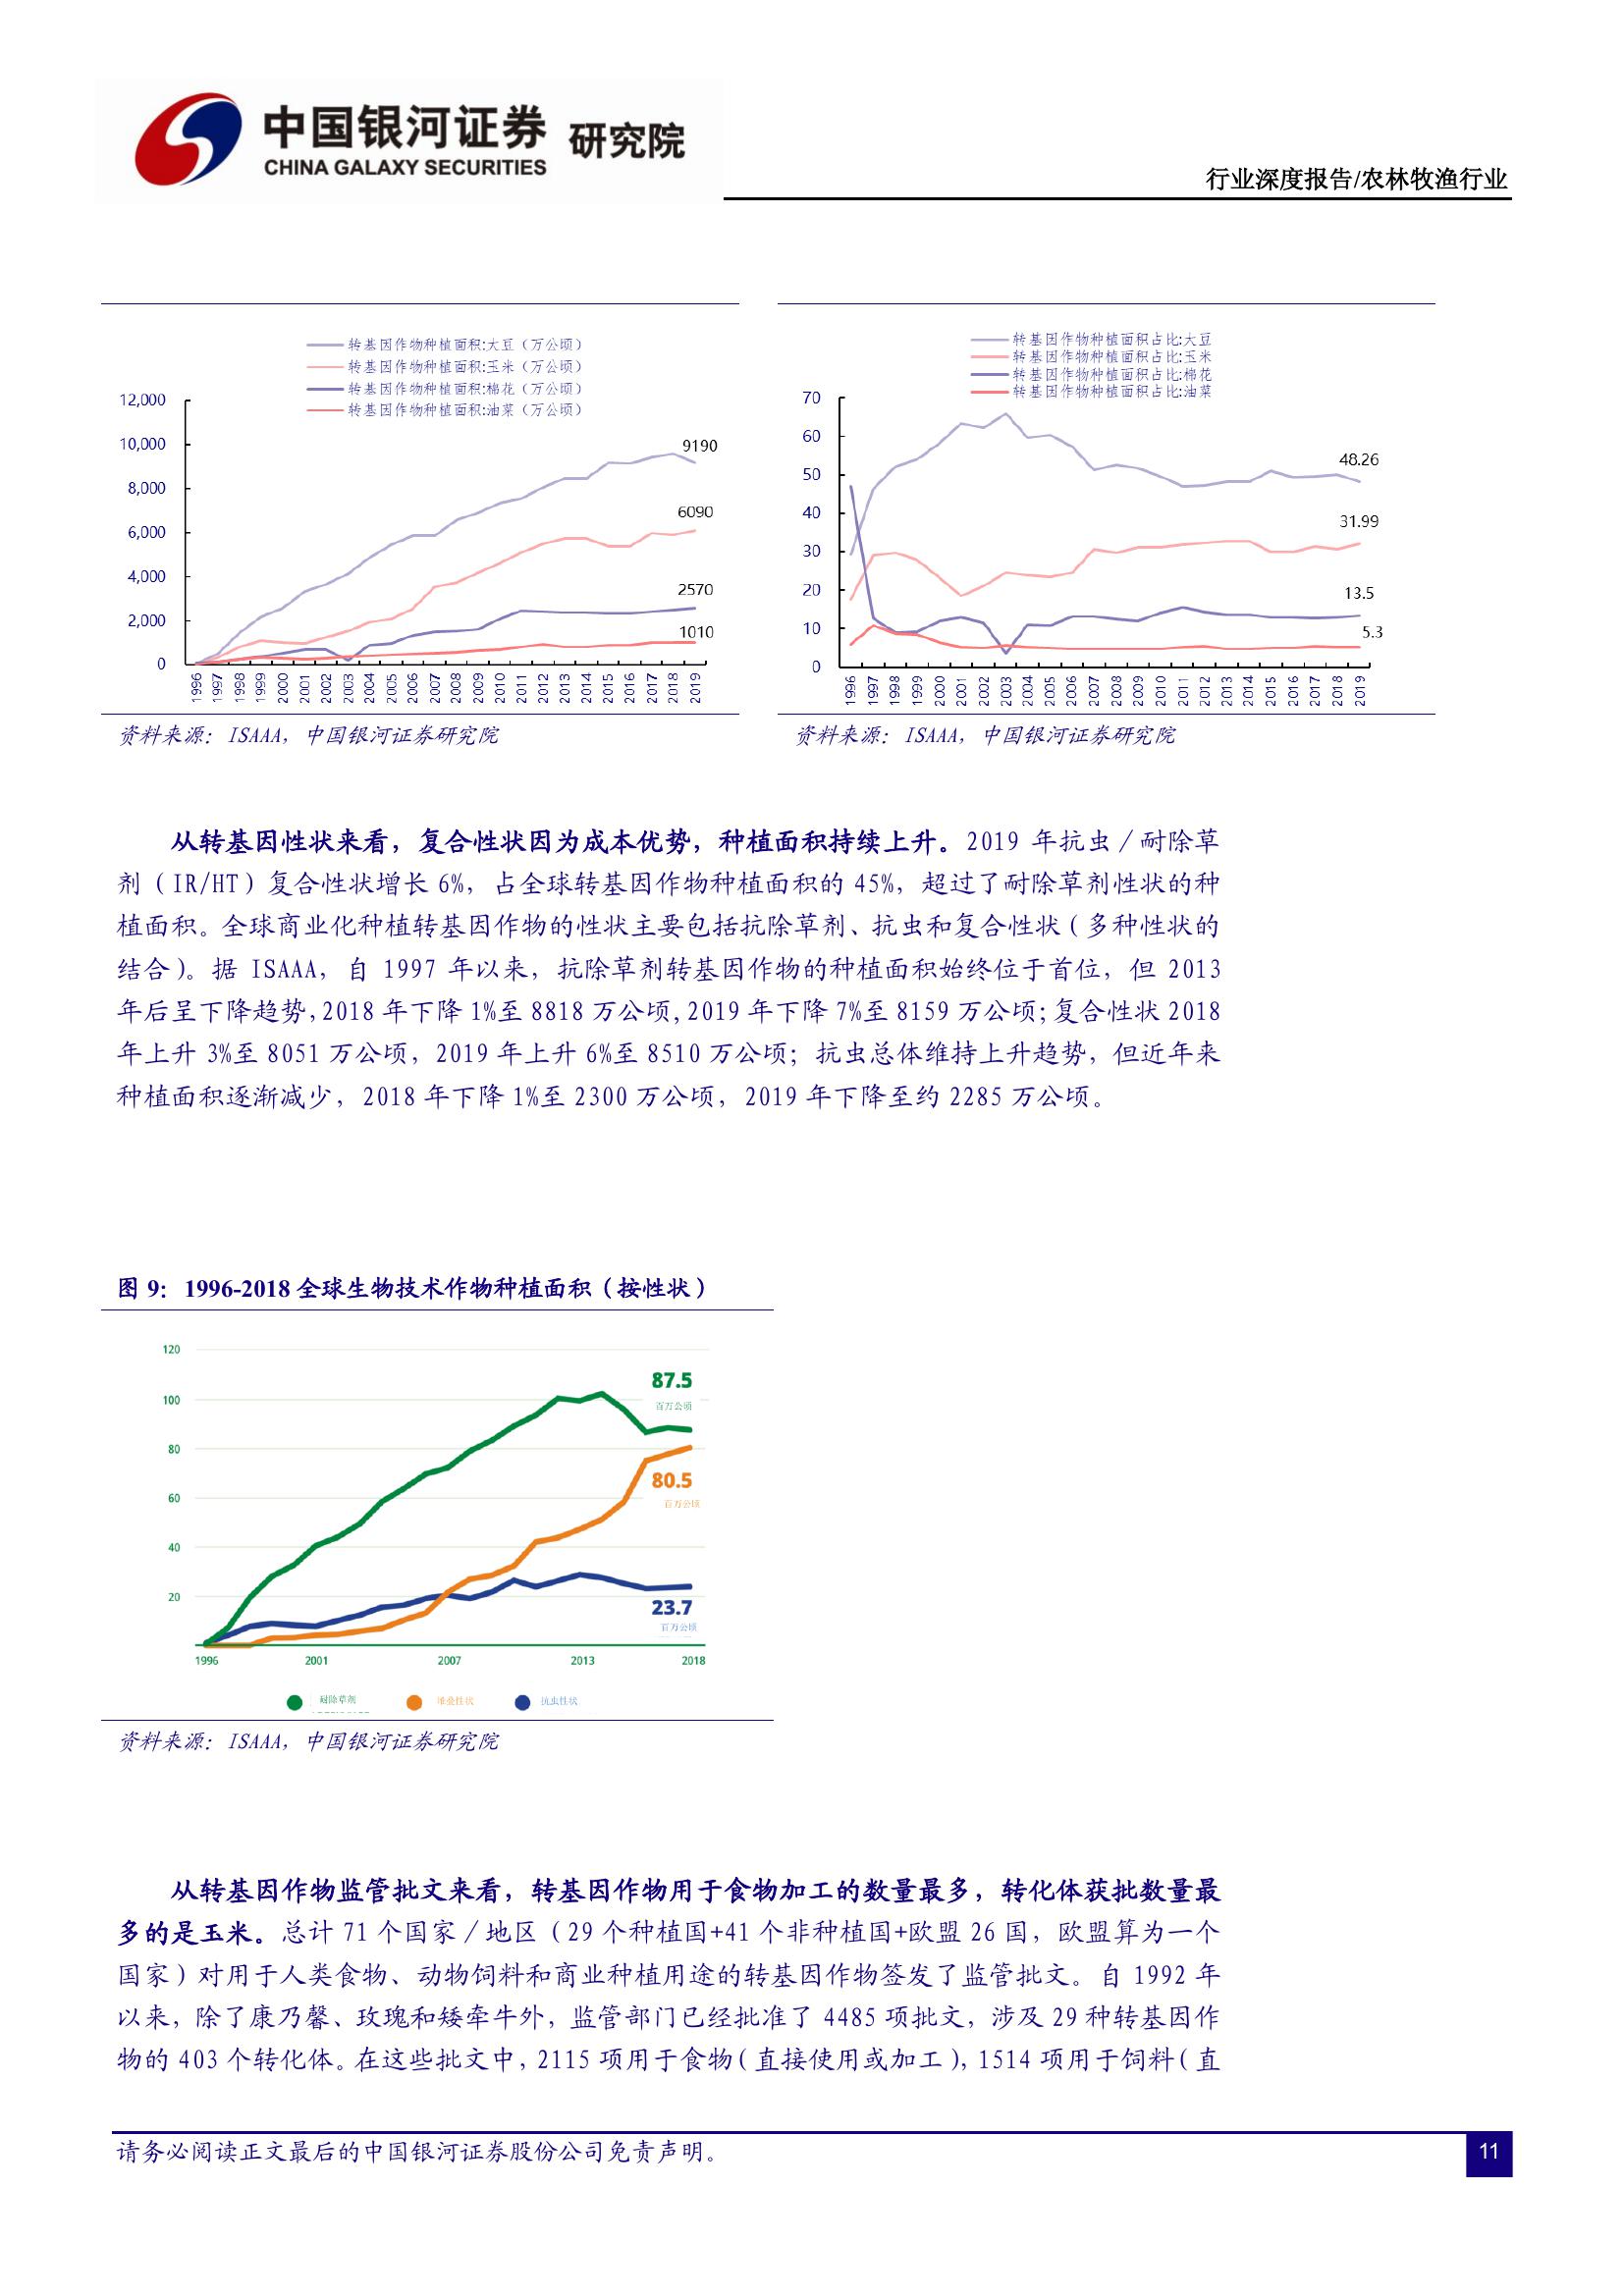 中国银河证券 研究院
CHINA GALAXY SECURITIES
行业深度报告/农林牧渔行业
转基因作物种植面积:大豆（万公顷）
转基因作物种植面积:玉米（万公顷）
转基因作物种植面积:棉花（万公顷）
转基因作物种植面积:油菜（万公顷）
12,000
10,000
8,000
6,000
4,000
2,000
0
9190
6090
2570
1010
1996 1997 1998 1999 2000 2001 2002 2003 2004 2005 2006 2007 2008 2009 2010 2011 2012 2013 2014 2015 2016 2017 2018 2019
资料来源：ISAAA，中国银河证券研究院
转基因作物种植面积占比:大豆
转基因作物种植面积占比:玉米
转基因作物种植面积占比:棉花
转基因作物种植面积占比:油菜
70
60
50
40
30
20
10
0
48.26
31.99
13.5
5.3
1996 1997 1998 1999 2000 2001 2002 2003 2004 2005 2006 2007 2008 2009 2010 2011 2012 2013 2014 2015 2016 2017 2018 2019
资料来源：ISAAA，中国银河证券研究院
从转基因性状来看，复合性状因为成本优势，种植面积持续上升。2019 年抗虫/耐除草
剂（IR/HT）复合性状增长 6%，占全球转基因作物种植面积的 45%，超过了耐除草剂性状的种
植面积。全球商业化种植转基因作物的性状主要包括抗除草剂、抗虫和复合性状（多种性状的
结合）。据 ISAAA，自 1997 年以来，抗除草剂转基因作物的种植面积始终位于首位，但 2013
年后呈下降趋势，2018 年下降 1%至 8818 万公顷，2019 年下降 7%至 8159 万公顷；复合性状 2018
年上升 3%至 8051 万公顷，2019 年上升 6%至 8510 万公顷；抗虫总体维持上升趋势，但近年来
种植面积逐渐减少，2018 年下降 1%至 2300 万公顷，2019 年下降至约 2285 万公顷。
图 9：1996-2018 全球生物技术作物种植面积（按性状）
120
100
80
60
40
20
87.5
百万公顷
80.5
百万公顷
23.7
百万公顷
1996 2001 2007 2013 2018
耐除草剂 抗虫性状
资料来源：ISAAA，中国银河证券研究院
从转基因作物监管批文来看，转基因作物用于食物加工的数量最多，转化体获批数量最
多的是玉米。总计 71 个国家/地区（29 个种植国+41 个非种植国+欧盟 26 国，欧盟算为一个
国家）对用于人类食物、动物饲料和商业种植用途的转基因作物签发了监管批文。自 1992 年
以来，除了康乃馨、玫瑰和矮牵牛外，监管部门已经批准了 4485 项批文，涉及 29 种转基因作
物的 403 个转化体。在这些批文中，2115 项用于食物（直接使用或加工），1514 项用于饲料（直
请务必阅读正文最后的中国银河证券股份公司免责声明。
11